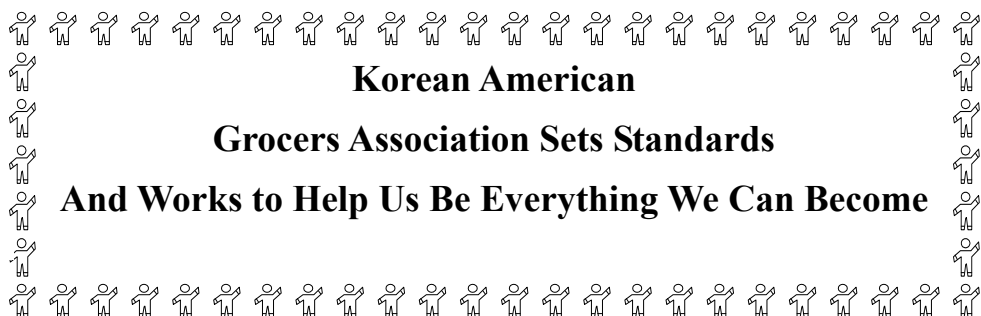 Korean American
Grocers Association Sets Standards
And Works to Help Us Be Everything We Can Become